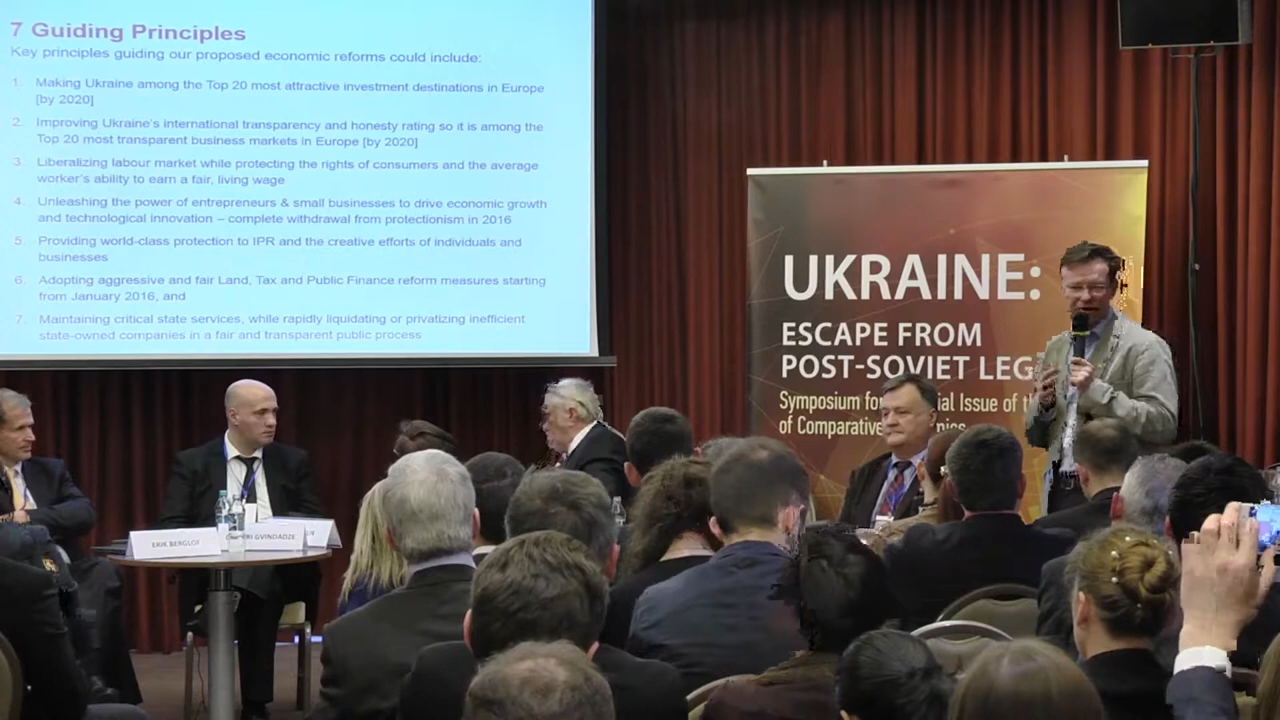 7 Guiding Principles
Key principles guiding our proposed economic reforms could include:
1. Making Ukraine among the Top 20 most attractive investment destinations in Europe
[by 2020]
2. Improving Ukraine's international transparency and honesty rating so it is among the
Top 20 most transparent business markets in Europe [by 2020]
3. Liberalizing labour market while protecting the rights of consumers and the average
worker's ability to earn a fair, living wage
4. Unleashing the power of entrepreneurs & small businesses to drive economic growth
and technological innovation – complete withdrawal from protectionism in 2016
5. Providing world-class protection to IPR and the creative efforts of individuals and
businesses
6. Adopting aggressive and fair Land, Tax and Public Finance reform measures starting
from January 2016, and
7. Maintaining critical state services, while rapidly liquidating or privatizing inefficient
state-owned companies in a fair and transparent public process
UKRAINE:
ESCAPE FROM
POST-SOVIET
Symposium Issue of
of Comparative
ERIK BERGLOF
GVINDADZE